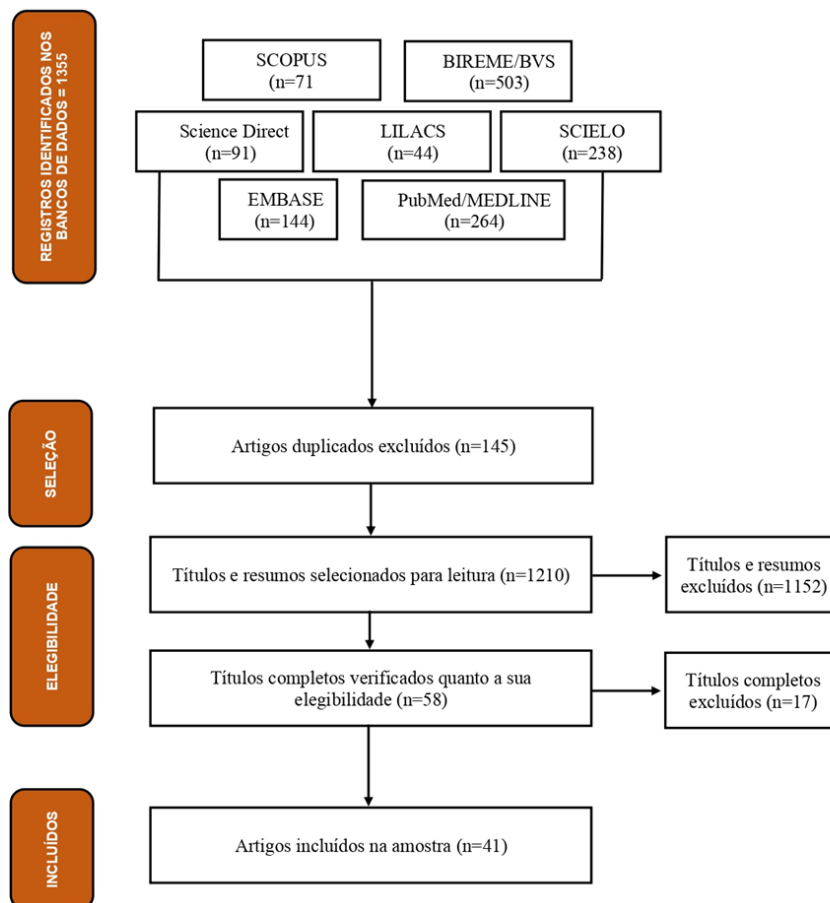 REGISTROS IDENTIFICADOS NOS
BANCOS DE DADOS = 1355
SCOPUS
(n=71
BIREME/BVS
(n=503)
Science Direct
(n=91)
LILACS
(n=44)
SCIELO
(n=238)
EMBASE
(n=144)
PubMed/MEDLINE
(n=264)
SELEÇÃO
Artigos duplicados excluídos (n=145)
ELEGIBILIDADE
Títulos e resumos selecionados para leitura (n=1210)
Títulos e resumos
excluídos (n=1152)
Títulos completos verificados quanto a sua
elegibilidade (n=58)
Títulos completos
excluídos (n=17)
INCLUÍDOS
Artigos incluídos na amostra (n=41)